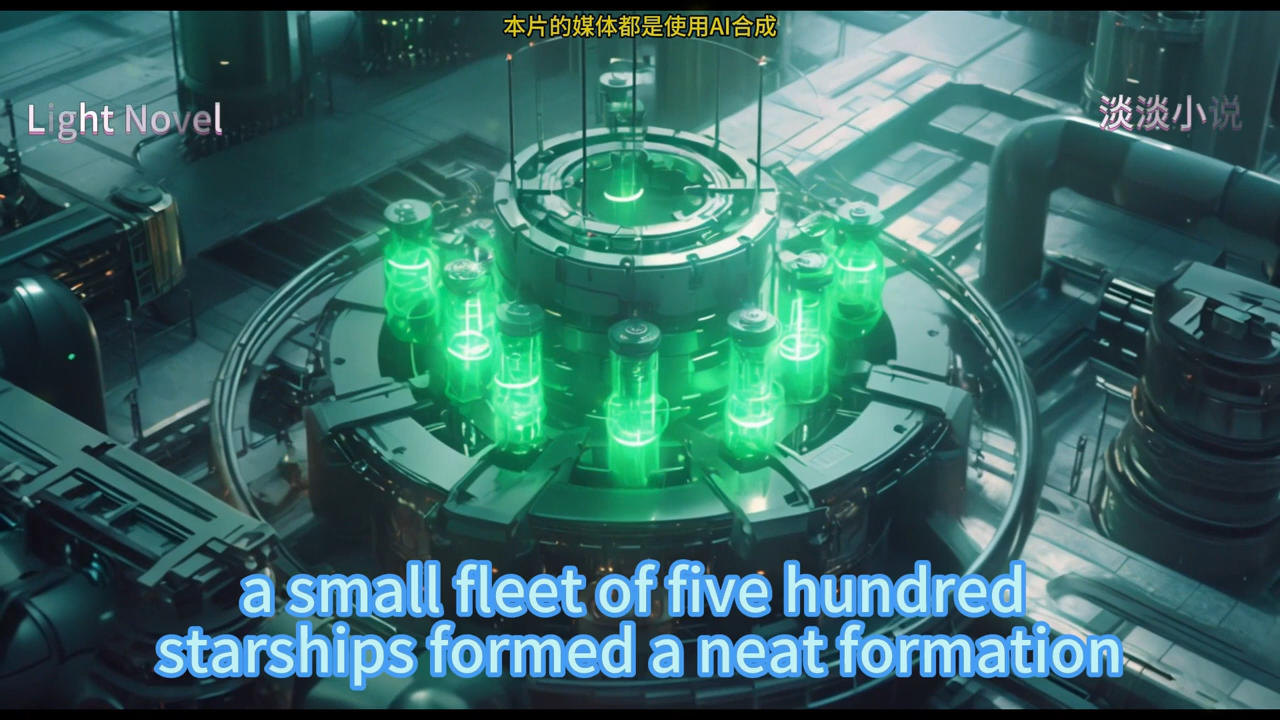 本片的媒体都是使用AI合成
Light Novel
淡淡小说
a small fleet of five hundred
starships formed a neat formation